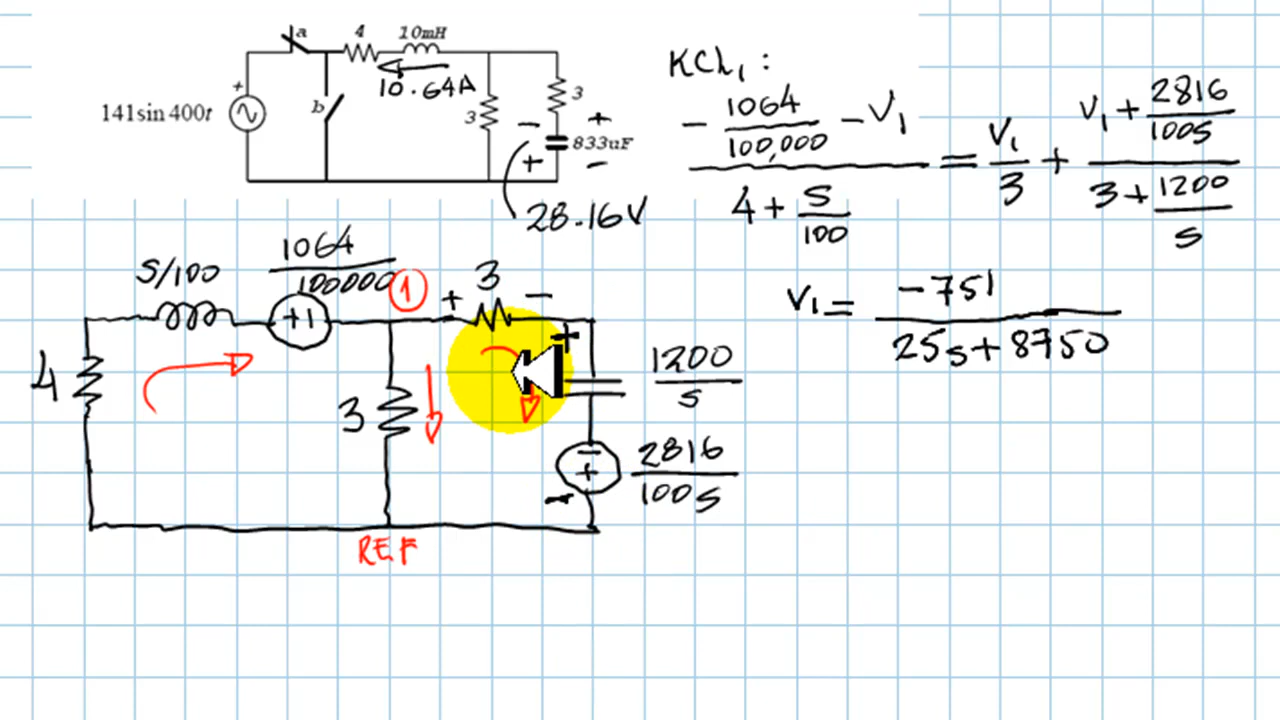 a 4 10mH
10.64A
141sin 400t + b 3 3 − + 833uF
+ −
28.16V
KCL₁ :
− 1064/100,000 − V₁ / 4 + S/100 = V₁/3 + V₁ + 2816/100S / 3 + 1200/S
V₁ = −751 / 25s + 8750
S/100 1064/100000 1 + 3 −
+1
4 3 + 1200/S
− + 2816/100S
−
REF